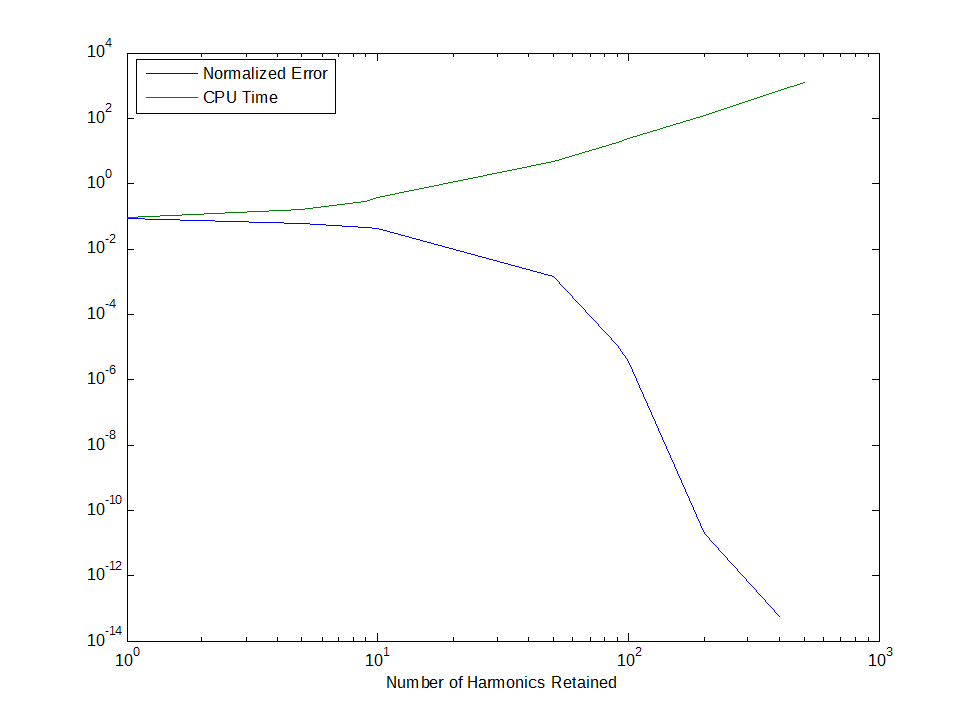 10^4
Normalized Error
CPU Time
10^2
10^0
10^-2
10^-4
10^-6
10^-8
10^-10
10^-12
10^-14
10^0 10^1 10^2 10^3
Number of Harmonics Retained